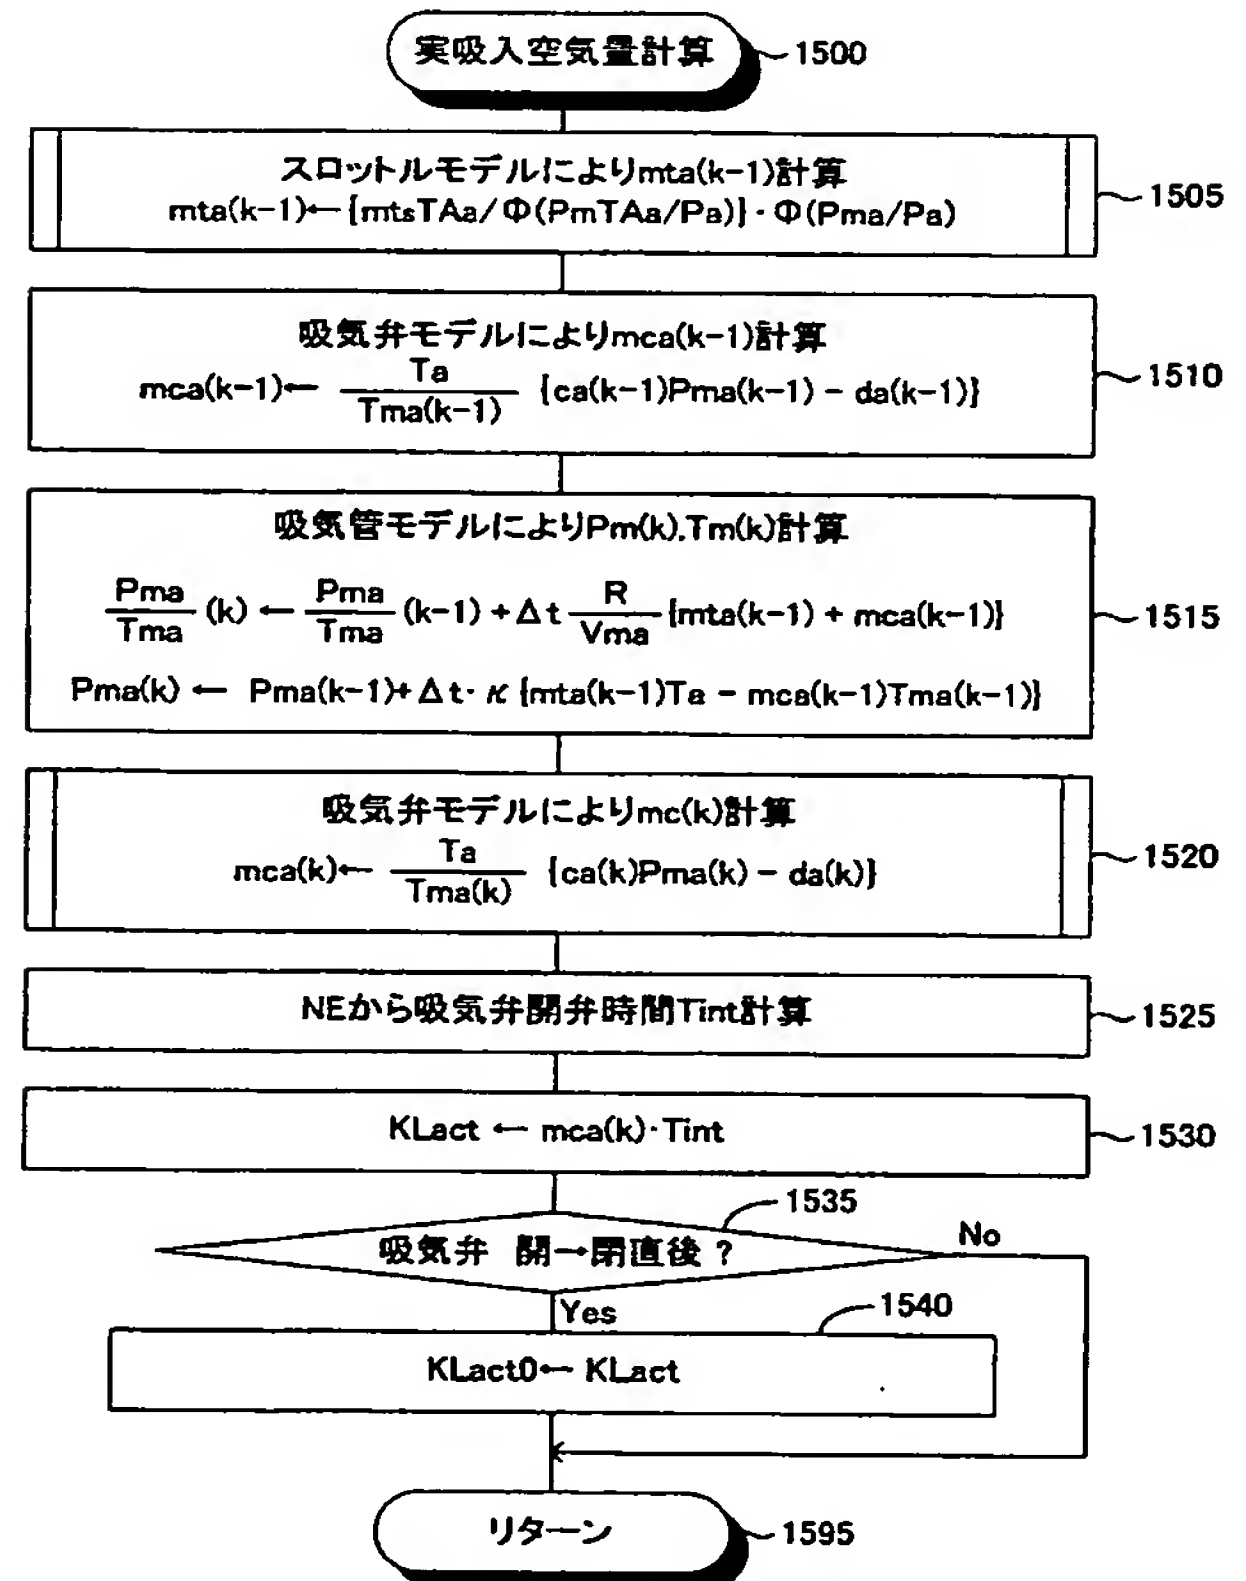 実吸入空気量計算
1500
スロットルモデルによりmta(k-1)計算
mta(k-1)←{mtsTAa/Φ(PmTAa/Pa)}・Φ(Pma/Pa)
1505
吸気弁モデルによりmca(k-1)計算
mca(k-1)← Ta/Tma(k-1) {ca(k-1)Pma(k-1) - da(k-1)}
1510
吸気管モデルによりPm(k).Tm(k)計算
Pma/Tma (k) ← Pma/Tma (k-1) + Δt R/Vma {mta(k-1) + mca(k-1)}
Pma(k) ← Pma(k-1)+Δt・κ{mta(k-1)Ta - mca(k-1)Tma(k-1)}
1515
吸気弁モデルによりmc(k)計算
mca(k)← Ta/Tma(k) {ca(k)Pma(k) - da(k)}
1520
NEから吸気弁開弁時間Tint計算
1525
KLact ← mca(k)・Tint
1530
1535
吸気弁 開→閉直後？
No
Yes
1540
KLact0← KLact
リターン
1595